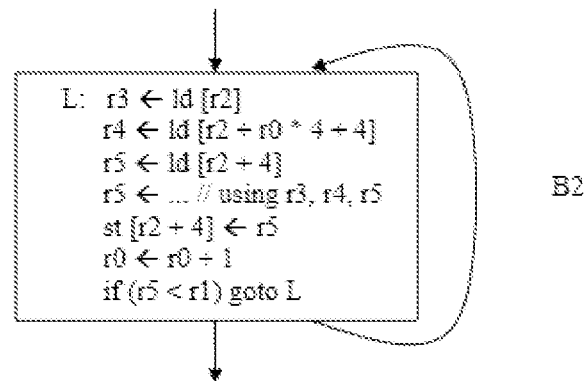 L: r3 ← ld [r2]
r4 ← ld [r2 + r0 * 4 + 4]
r5 ← ld [r2 + 4]
r5 ← ... // using r3, r4, r5
st [r2 + 4] ← r5
r0 ← r0 + 1
if (r5 < r1) goto L
B2